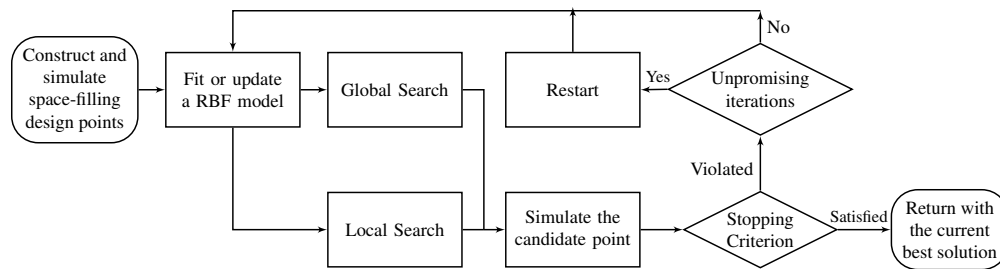 Construct and
simulate
space-filling
design points
Fit or update
a RBF model
Global Search
Local Search
Restart
Yes
Unpromising
iterations
No
Simulate the
candidate point
Violated
Stopping
Criterion
Satisfied
Return with
the current
best solution